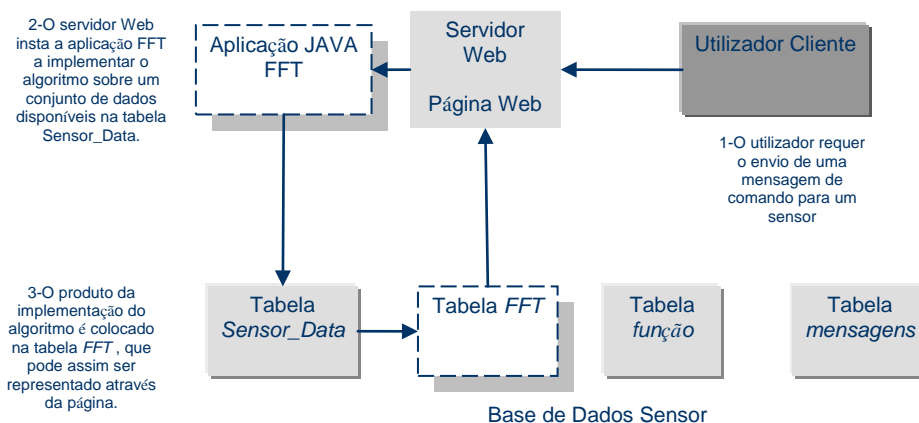 2-O servidor Web
insta a aplicação FFT
a implementar o
algoritmo sobre um
conjunto de dados
disponíveis na tabela
Sensor_Data.
Aplicação JAVA
FFT
Servidor
Web
Página Web
Utilizador Cliente
1-O utilizador requer
o envio de uma
mensagem de
comando para um
sensor
3-O produto da
implementação do
algoritmo é colocado
na tabela FFT , que
pode assim ser
representado através
da página.
Tabela
Sensor_Data
Tabela FFT
Tabela
função
Tabela
mensagens
Base de Dados Sensor